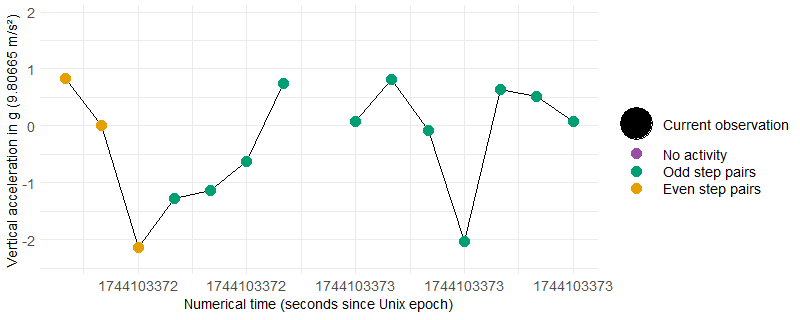 Vertical acceleration in g (9.80665 m/s²)
2
1
0
-1
-2
1744103372
1744103372
1744103373
1744103373
1744103373
Numerical time (seconds since Unix epoch)
Current observation
No activity
Odd step pairs
Even step pairs